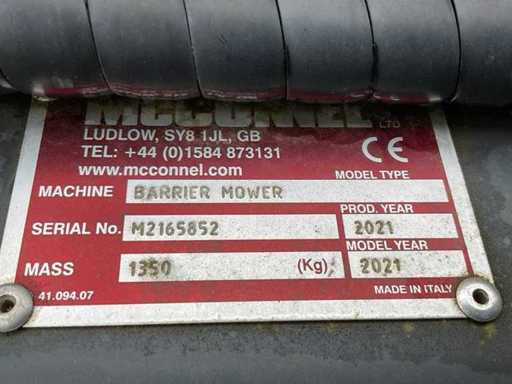 McCONNEL
LTD
LUDLOW, SY8 1JL, GB
TEL: +44 (0)1584 873131
www.mcconnel.com
CE
MODEL TYPE
MACHINE BARRIER MOWER
PROD. YEAR
SERIAL No. M2165852 2021
MODEL YEAR
MASS 1350 (Kg) 2021
41.094.07 MADE IN ITALY